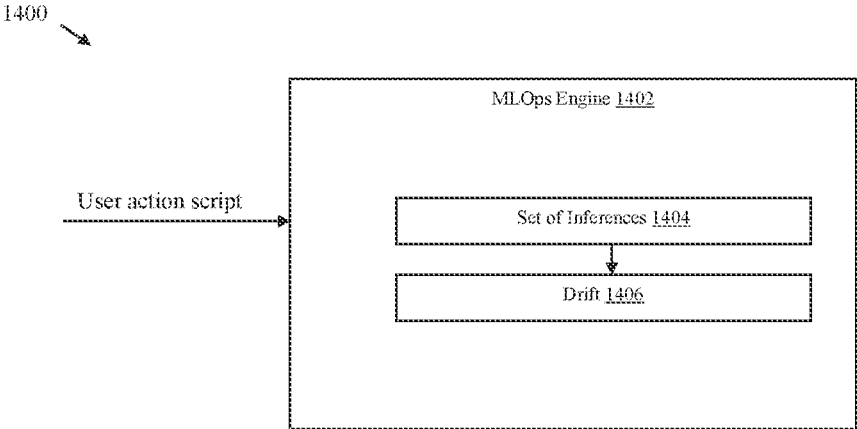 1400
MLOps Engine 1402
User action script
Set of Inferences 1404
Drift 1406